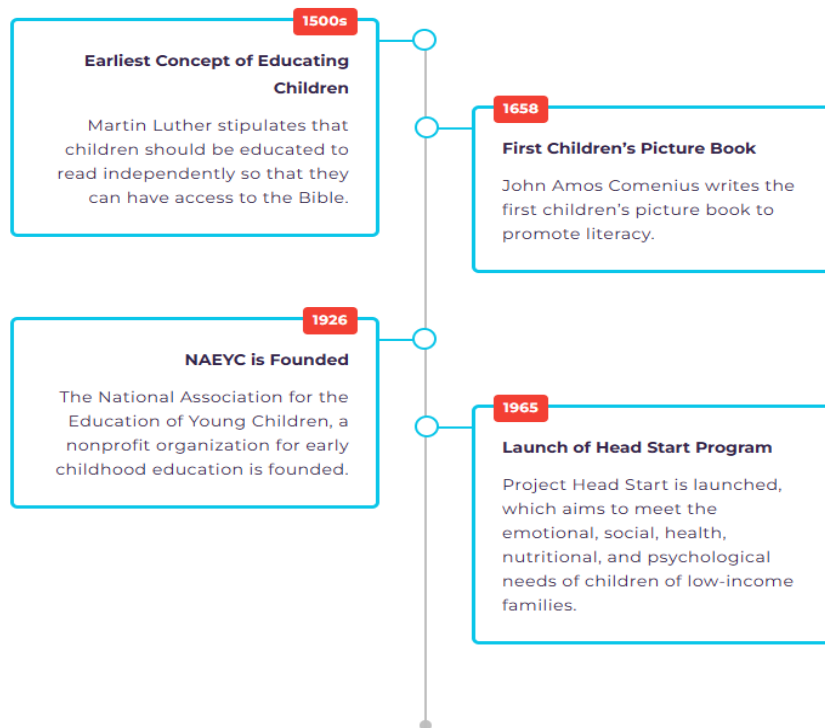 1500s
Earliest Concept of Educating
Children
Martin Luther stipulates that
children should be educated to
read independently so that they
can have access to the Bible.
1658
First Children’s Picture Book
John Amos Comenius writes the
first children’s picture book to
promote literacy.
1926
NAEYC is Founded
The National Association for the
Education of Young Children, a
nonprofit organization for early
childhood education is founded.
1965
Launch of Head Start Program
Project Head Start is launched,
which aims to meet the
emotional, social, health,
nutritional, and psychological
needs of children of low-income
families.